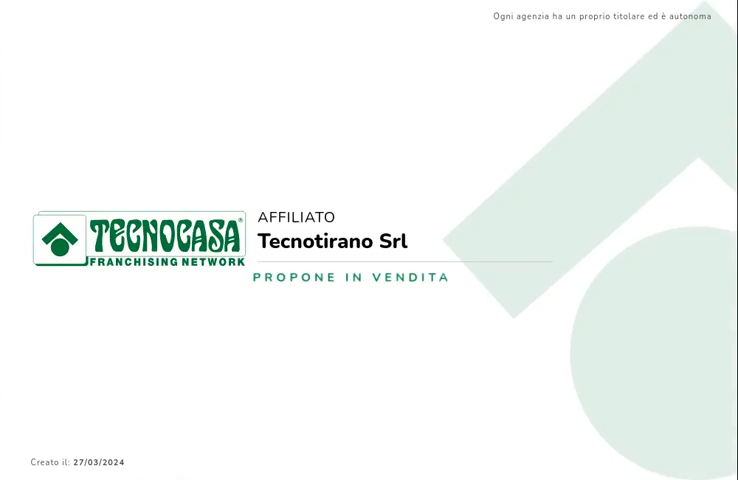 Ogni agenzia ha un proprio titolare ed è autonoma
AFFILIATO
TECNOCASA®
Tecnotirano Srl
FRANCHISING NETWORK
PROPONE IN VENDITA
Creato il: 27/03/2024